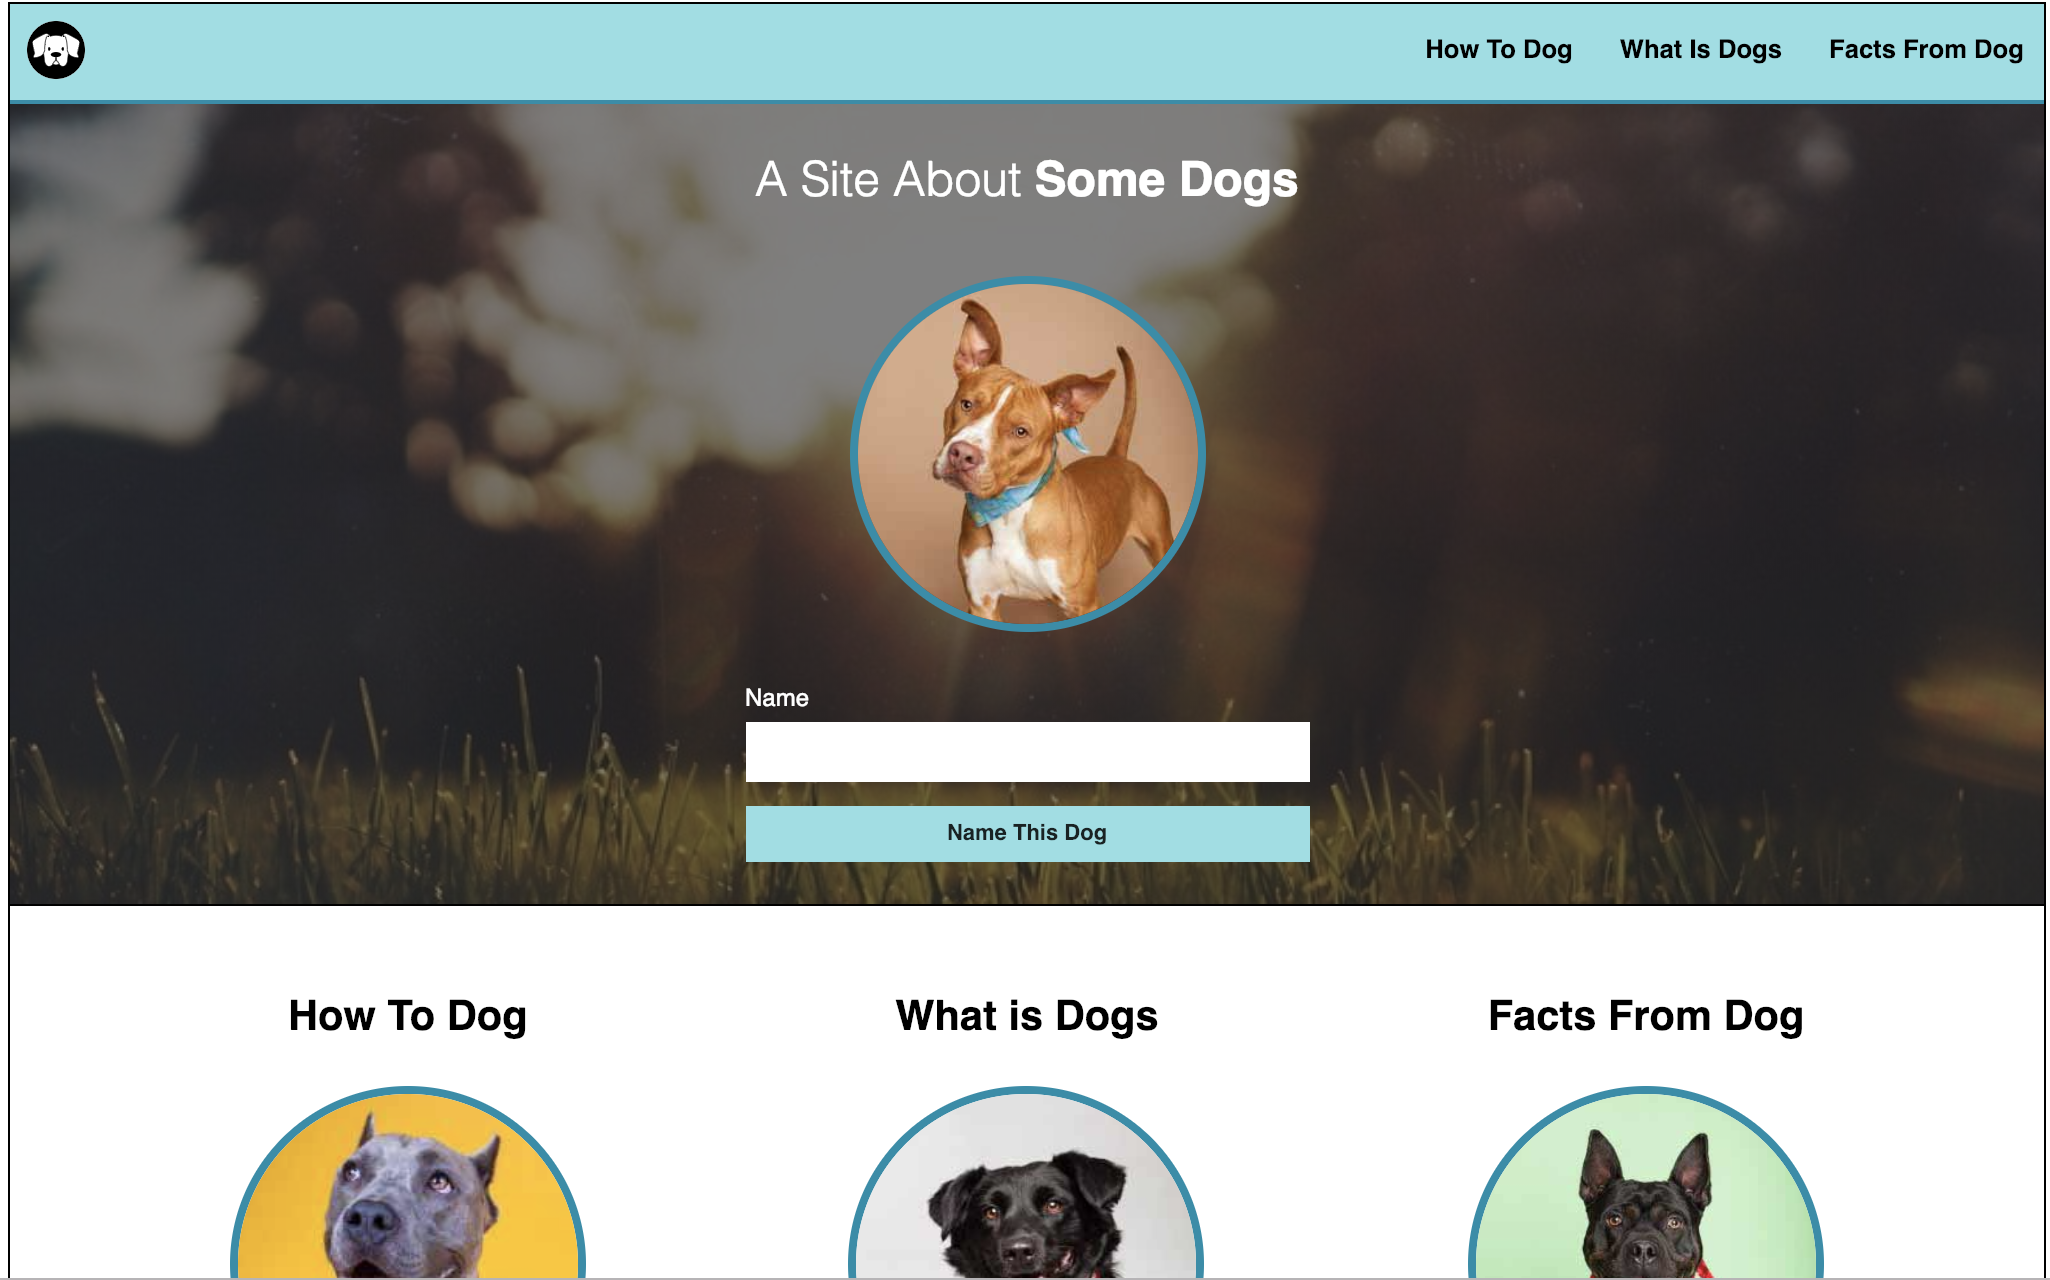 How To Dog What Is Dogs Facts From Dog
A Site About Some Dogs
Name
Name This Dog
How To Dog
What is Dogs
Facts From Dog